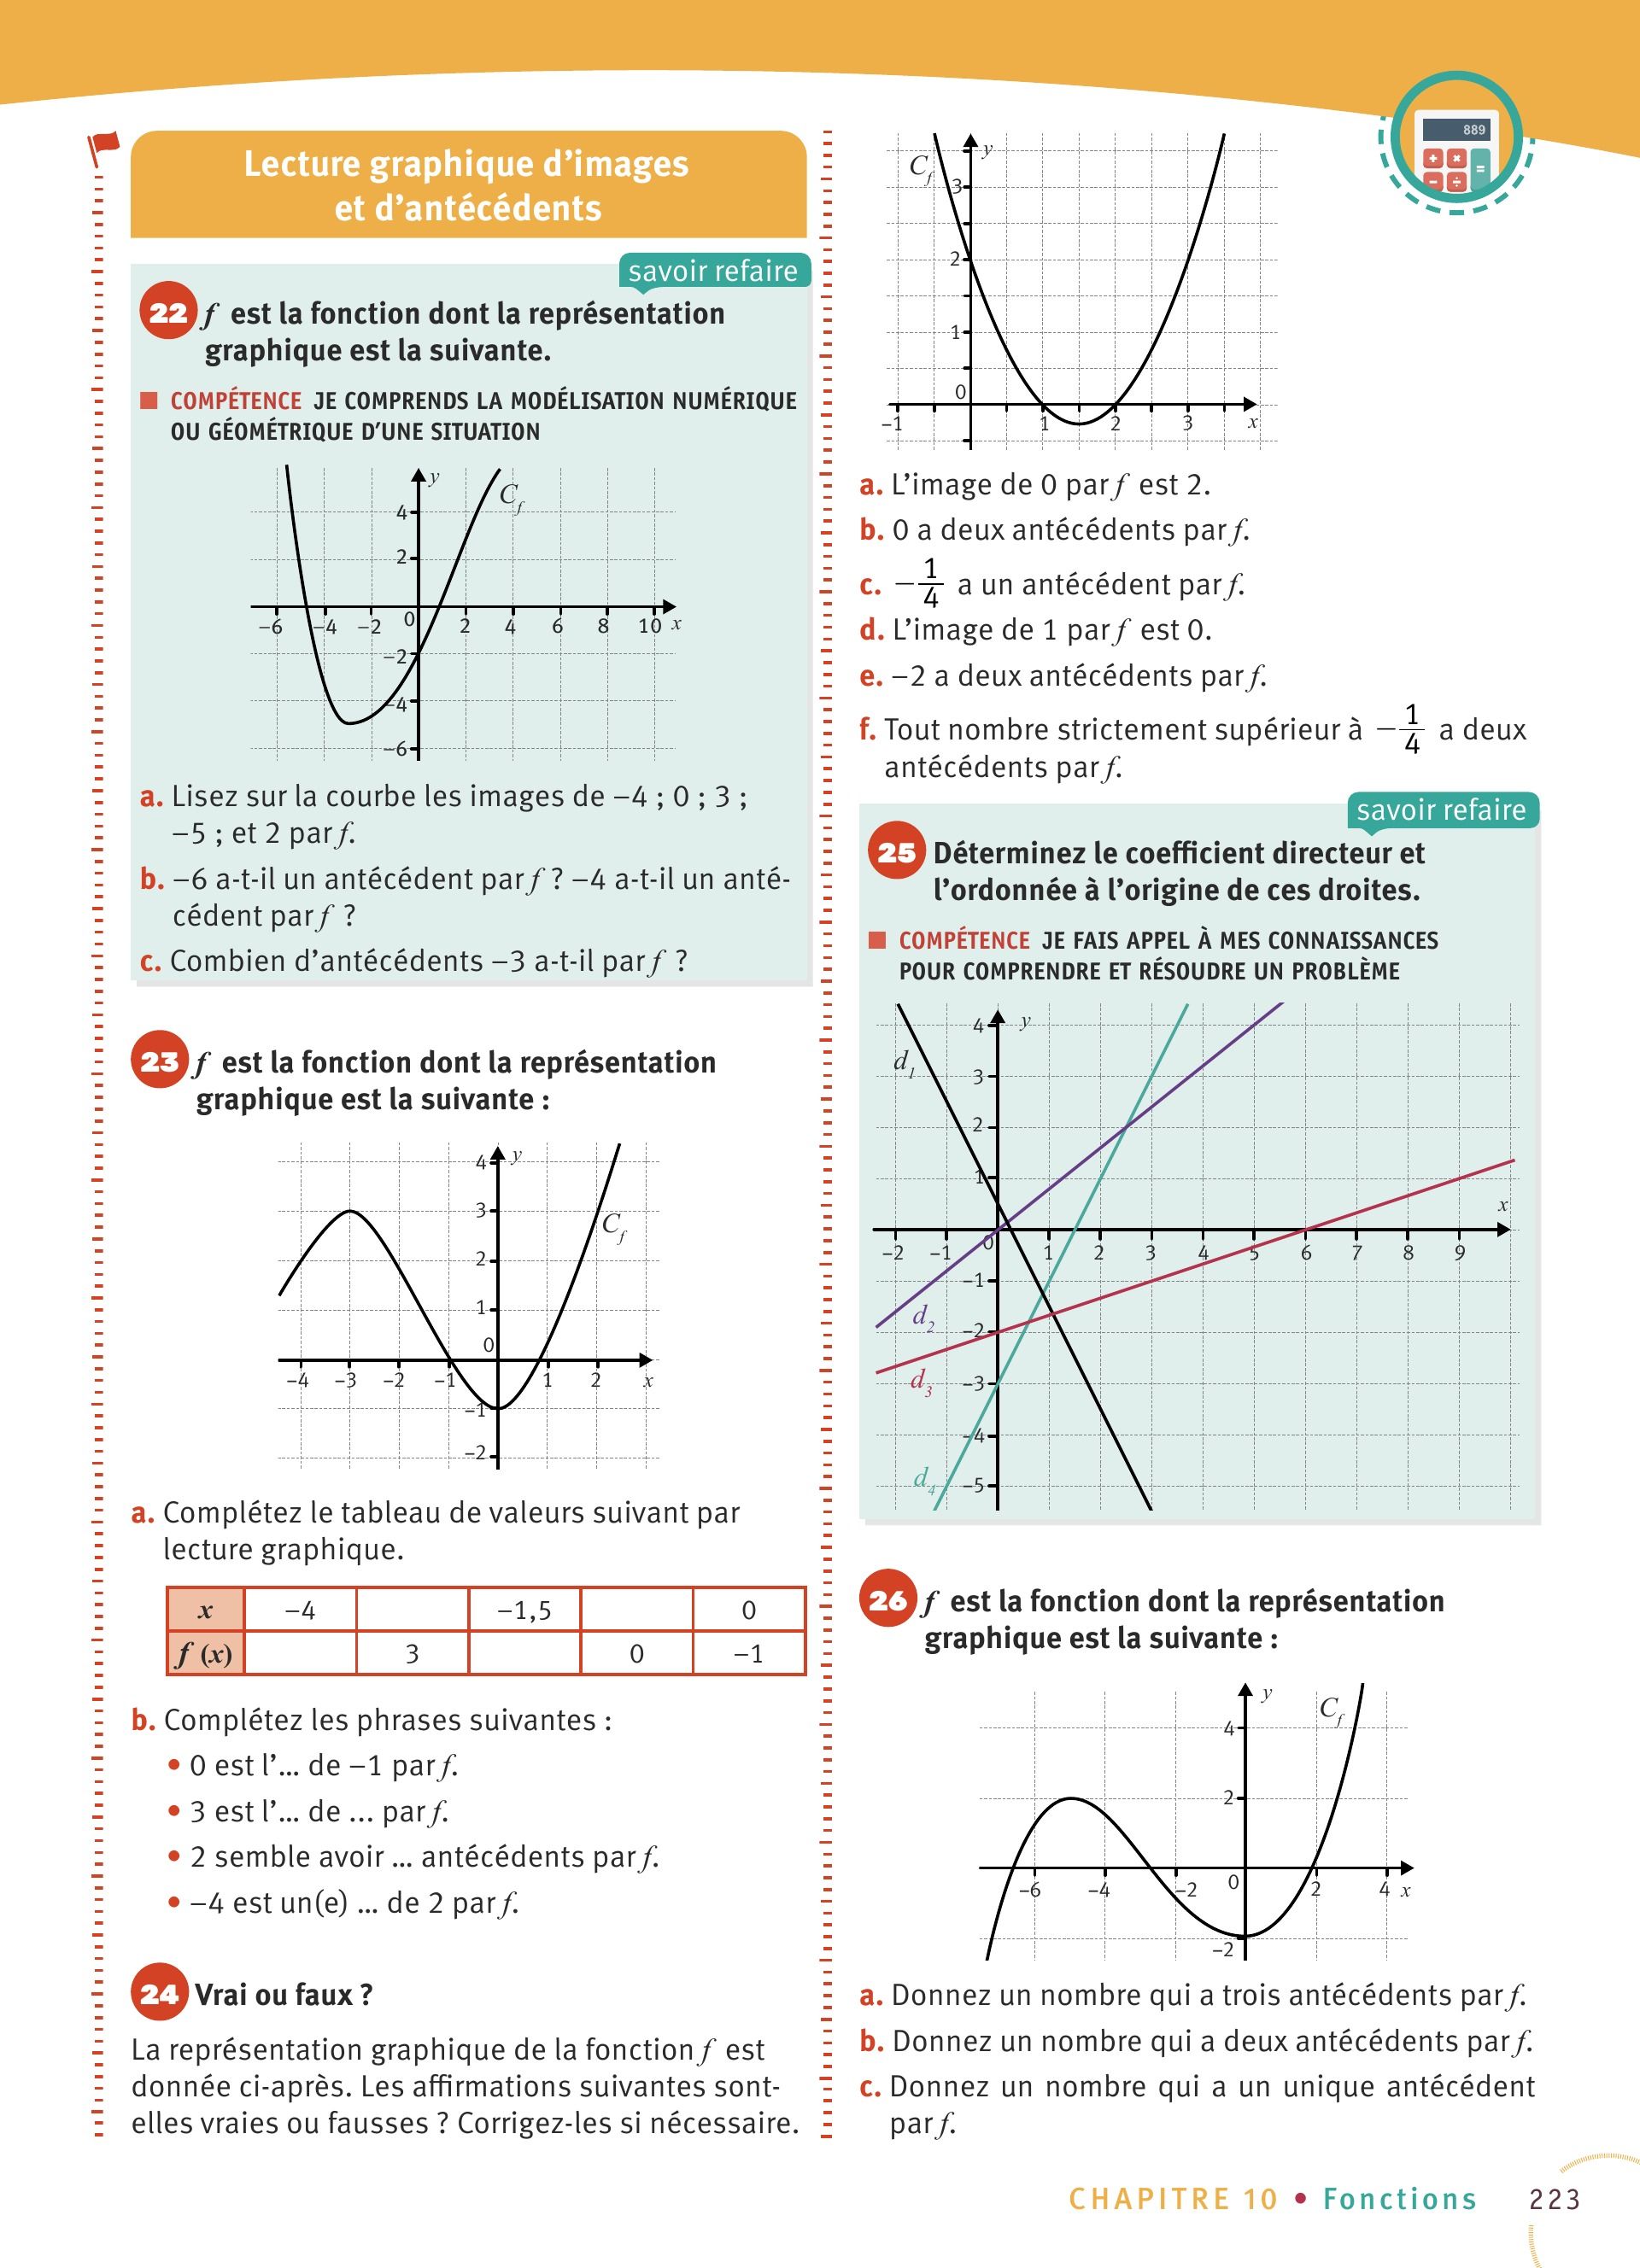 889
Lecture graphique d’images
et d’antécédents
savoir refaire
22 f est la fonction dont la représentation
graphique est la suivante.
COMPÉTENCE JE COMPRENDS LA MODÉLISATION NUMÉRIQUE
OU GÉOMÉTRIQUE D’UNE SITUATION
y
C_f
4
2
–6 –4 –2 0 2 4 6 8 10 x
–2
–4
–6
a. Lisez sur la courbe les images de –4 ; 0 ; 3 ;
–5 ; et 2 par f.
b. –6 a-t-il un antécédent par f ? –4 a-t-il un anté-
cédent par f ?
c. Combien d’antécédents –3 a-t-il par f ?
23 f est la fonction dont la représentation
graphique est la suivante :
4 y
3
C_f
2
1
0
–4 –3 –2 –1 1 2 x
–1
–2
a. Complétez le tableau de valeurs suivant par
lecture graphique.
x –4 –1,5 0
f (x) 3 0 –1
b. Complétez les phrases suivantes :
• 0 est l’... de –1 par f.
• 3 est l’... de ... par f.
• 2 semble avoir ... antécédents par f.
• –4 est un(e) ... de 2 par f.
24 Vrai ou faux ?
La représentation graphique de la fonction f est
donnée ci-après. Les affirmations suivantes sont-
elles vraies ou fausses ? Corrigez-les si nécessaire.
y
C_f
3
2
1
0
–1 1 2 3 x
a. L’image de 0 par f est 2.
b. 0 a deux antécédents par f.
c. –1/4 a un antécédent par f.
d. L’image de 1 par f est 0.
e. –2 a deux antécédents par f.
f. Tout nombre strictement supérieur à –1/4 a deux
antécédents par f.
savoir refaire
25 Déterminez le coefficient directeur et
l’ordonnée à l’origine de ces droites.
COMPÉTENCE JE FAIS APPEL À MES CONNAISSANCES
POUR COMPRENDRE ET RÉSOUDRE UN PROBLÈME
4 y
d_1
3
2
1
x
–2 –1 0 1 2 3 4 5 6 7 8 9
–1
d_2
–2
d_3 –3
–4
d_4 –5
26 f est la fonction dont la représentation
graphique est la suivante :
y
C_f
4
2
–6 –4 –2 0 2 4 x
–2
a. Donnez un nombre qui a trois antécédents par f.
b. Donnez un nombre qui a deux antécédents par f.
c. Donnez un nombre qui a un unique antécédent
par f.
CHAPITRE 10 • Fonctions 223